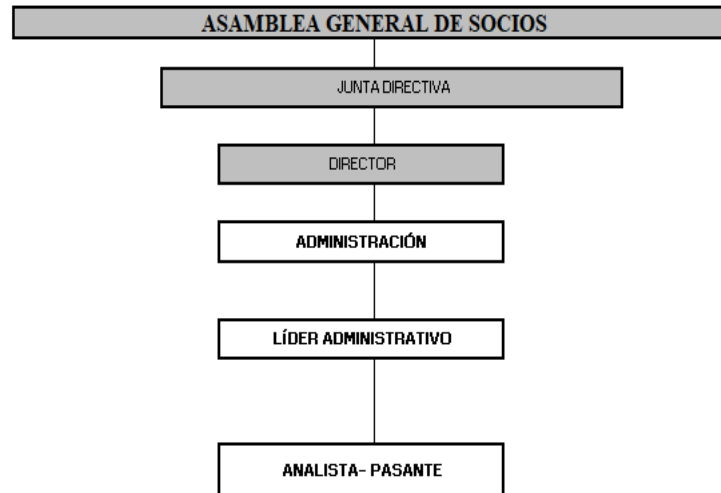 ASAMBLEA GENERAL DE SOCIOS
JUNTA DIRECTIVA
DIRECTOR
ADMINISTRACIÓN
LÍDER ADMINISTRATIVO
ANALISTA- PASANTE